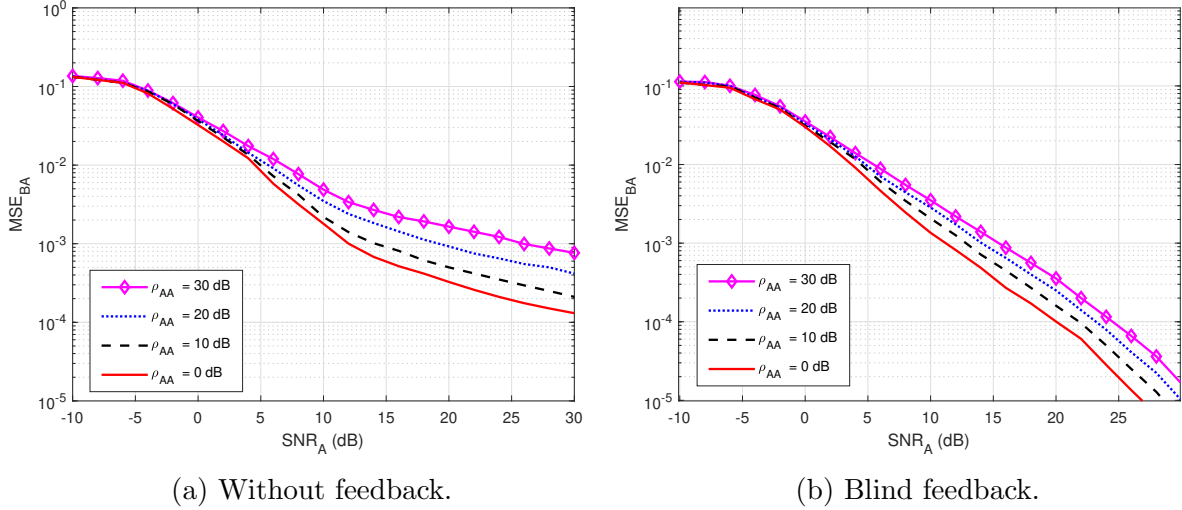 10^0
10^-1
10^-2
10^-3
10^-4
10^-5
MSE_BA
ρ_AA = 30 dB
ρ_AA = 20 dB
ρ_AA = 10 dB
ρ_AA = 0 dB
-10 -5 0 5 10 15 20 25 30
SNR_A (dB)
(a) Without feedback.
10^0
10^-1
10^-2
10^-3
10^-4
10^-5
MSE_BA
ρ_AA = 30 dB
ρ_AA = 20 dB
ρ_AA = 10 dB
ρ_AA = 0 dB
-10 -5 0 5 10 15 20 25
SNR_A (dB)
(b) Blind feedback.